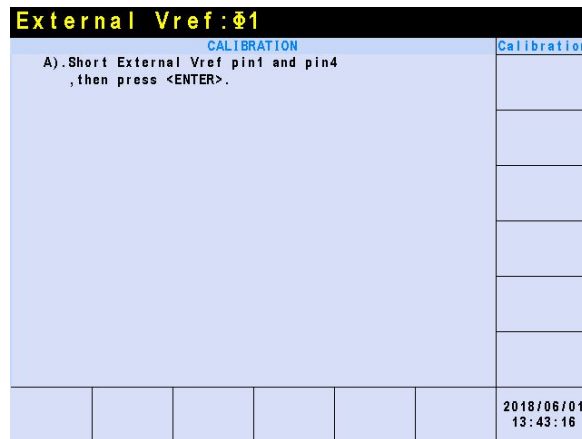 External Vref:Φ1
CALIBRATION
Calibration
A).Short External Vref pin1 and pin4
,then press <ENTER>.
2018/06/01
13:43:16